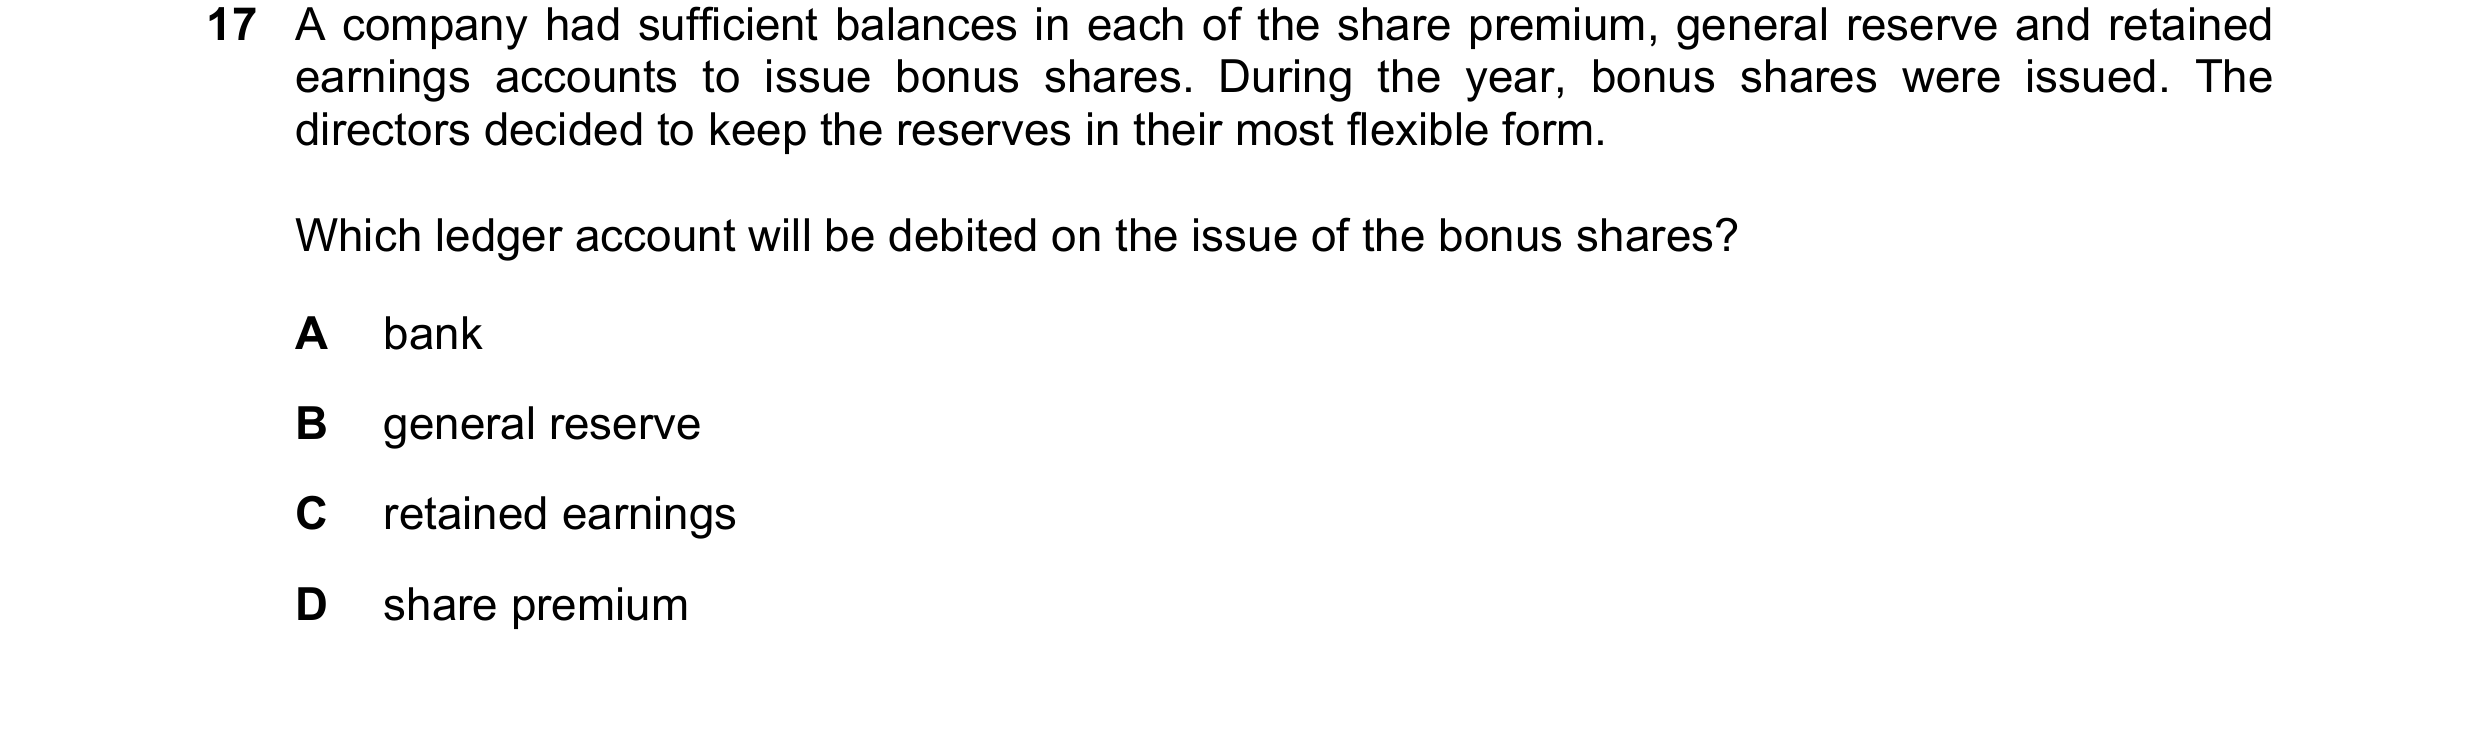 17 A company had sufficient balances in each of the share premium, general reserve and retained
earnings accounts to issue bonus shares. During the year, bonus shares were issued. The
directors decided to keep the reserves in their most flexible form.
Which ledger account will be debited on the issue of the bonus shares?
A bank
B general reserve
C retained earnings
D share premium